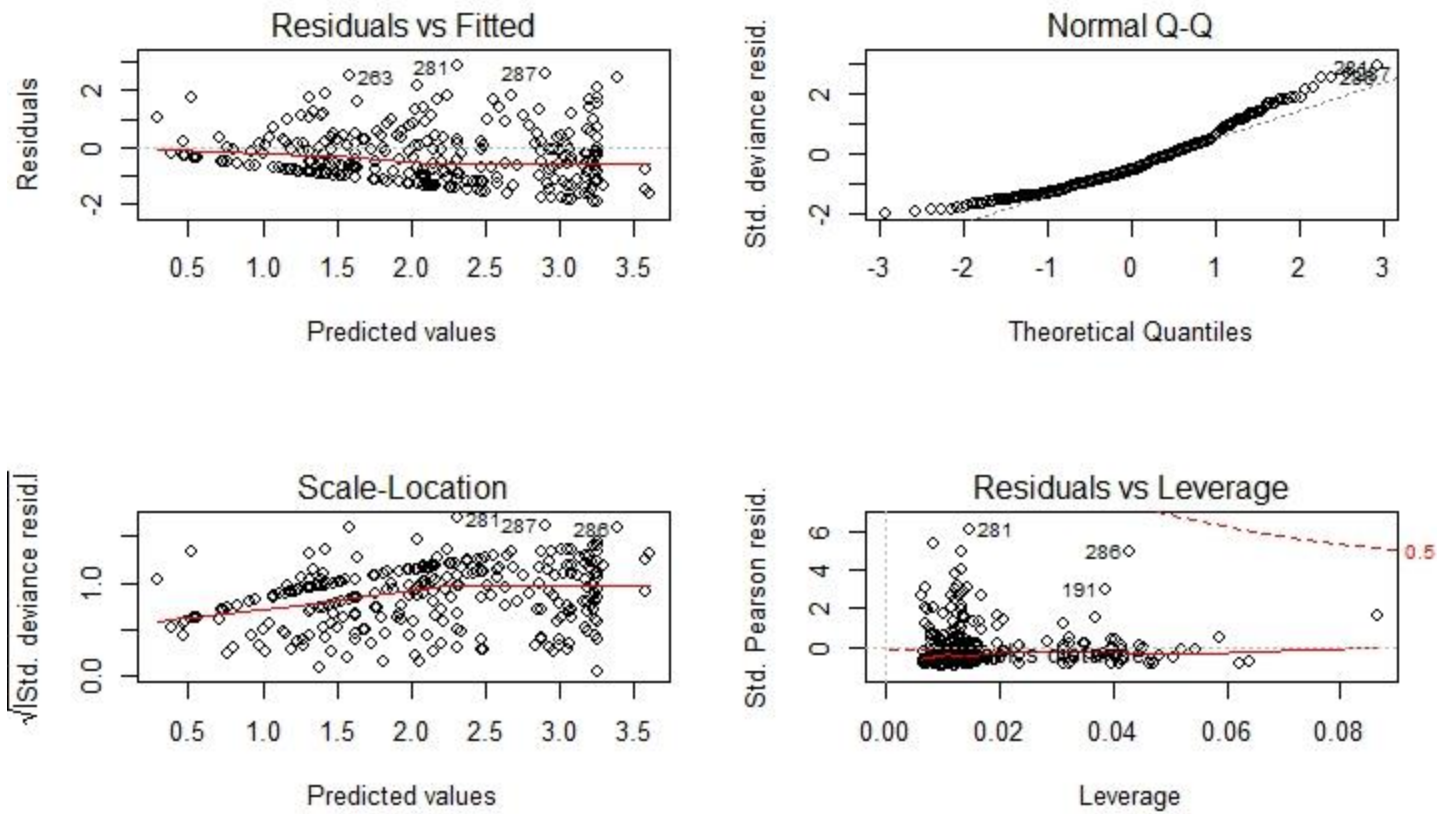 Residuals vs Fitted
Residuals
2
0
-2
263
281
287
0.5 1.0 1.5 2.0 2.5 3.0 3.5
Predicted values
Normal Q-Q
Std. deviance resid.
2
0
-2
-3 -2 -1 0 1 2 3
Theoretical Quantiles
Scale-Location
√|Std. deviance resid.|
1.0
0.0
281
287
286
0.5 1.0 1.5 2.0 2.5 3.0 3.5
Predicted values
Residuals vs Leverage
Std. Pearson resid.
6
4
2
0
281
286
191
0.5
0.00 0.02 0.04 0.06 0.08
Leverage